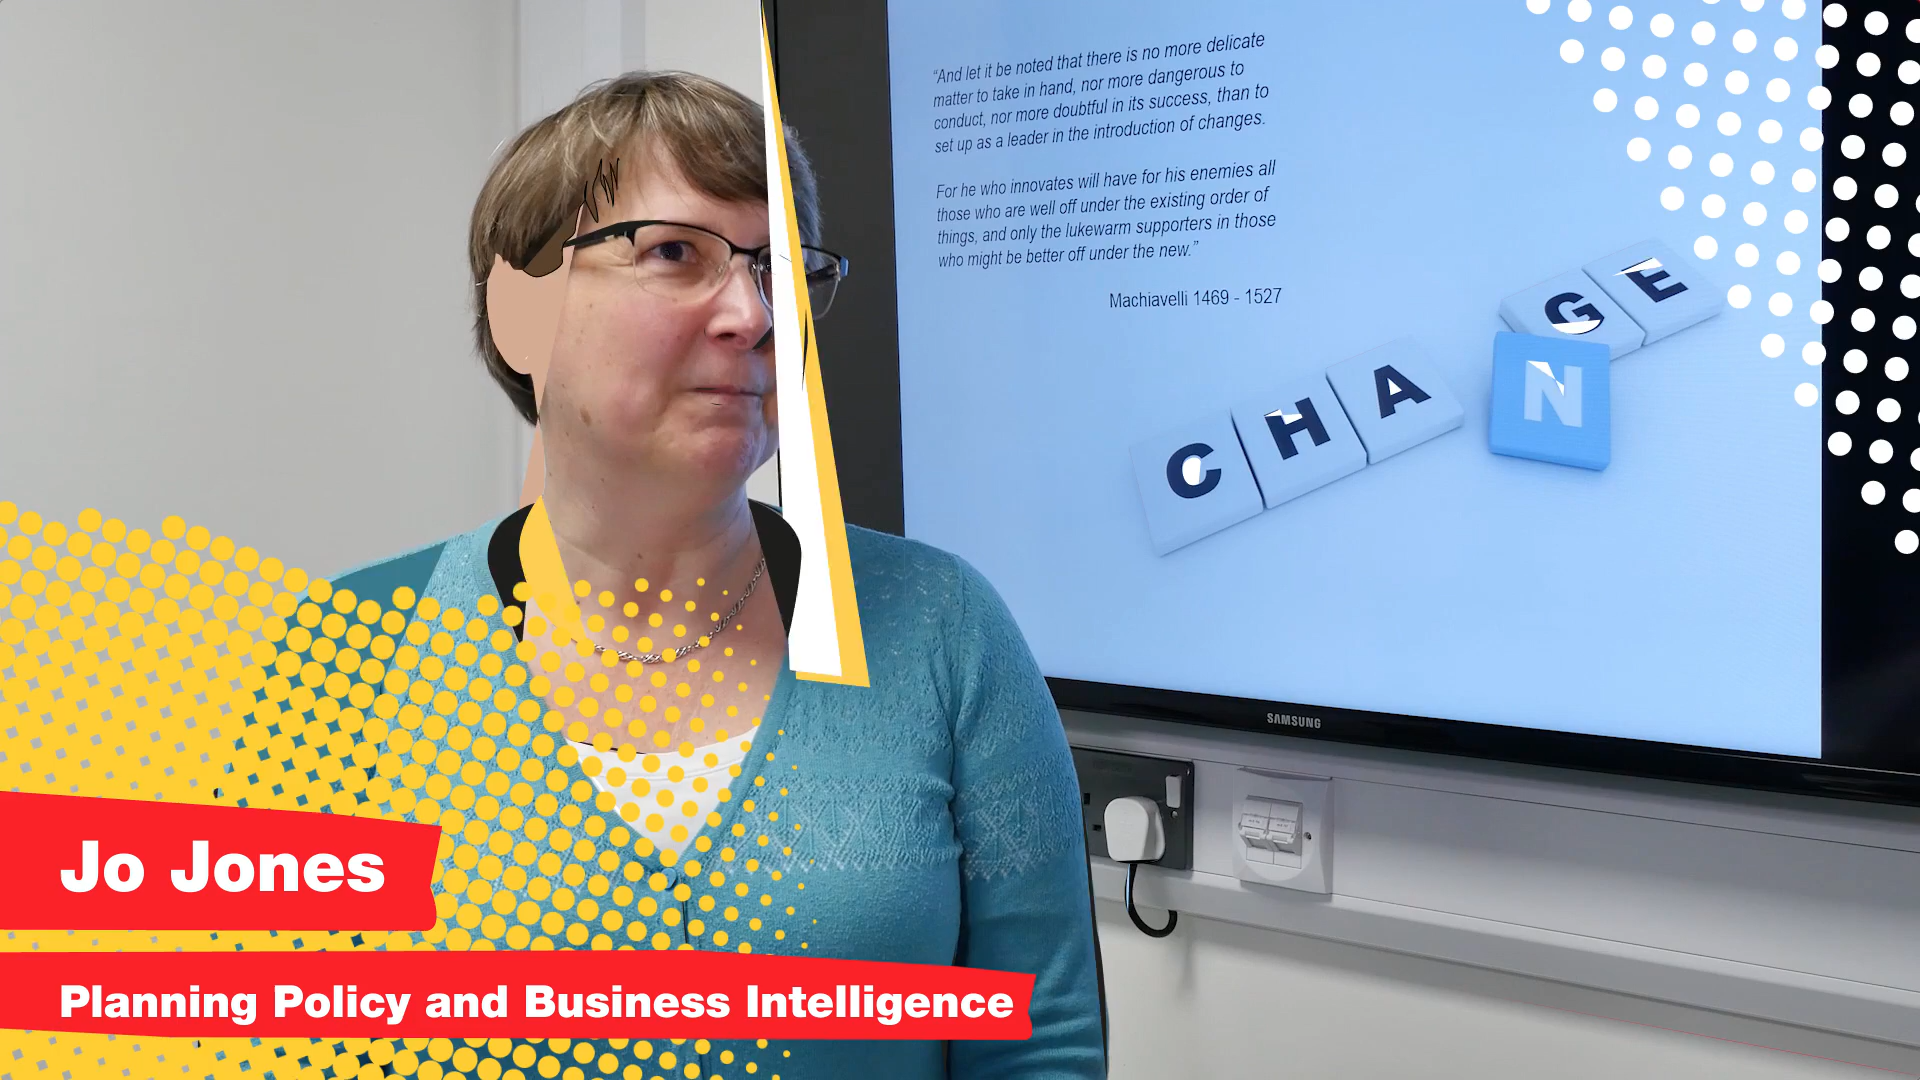 “And let it be noted that there is no more delicate
matter to take in hand, nor more dangerous to
conduct, nor more doubtful in its success, than to
set up as a leader in the introduction of changes.
For he who innovates will have for his enemies all
those who are well off under the existing order of
things, and only the lukewarm supporters in those
who might be better off under the new.”
Machiavelli 1469 - 1527
CHANGE
SAMSUNG
Jo Jones
Planning Policy and Business Intelligence